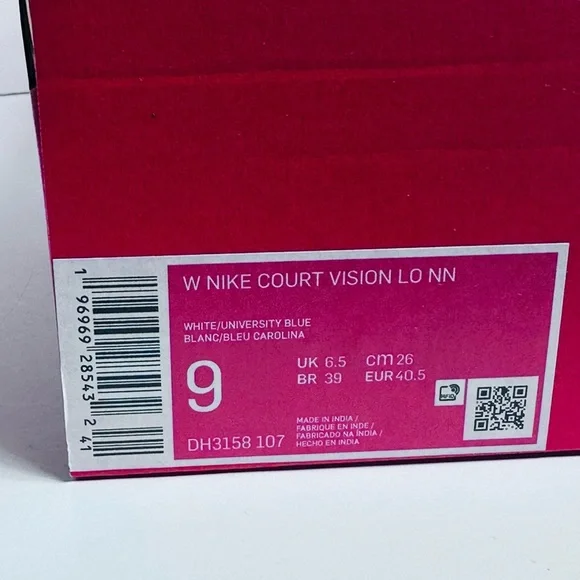 W NIKE COURT VISION LO NN
WHITE/UNIVERSITY BLUE
BLANC/BLEU CAROLINA
9
UK 6.5 CM 26
BR 39 EUR 40.5
RFID
DH3158 107
MADE IN INDIA /
FABRIQUE EN INDE /
FABRICADO NA ÍNDIA /
HECHO EN INDIA
1 96969 28543 2 41